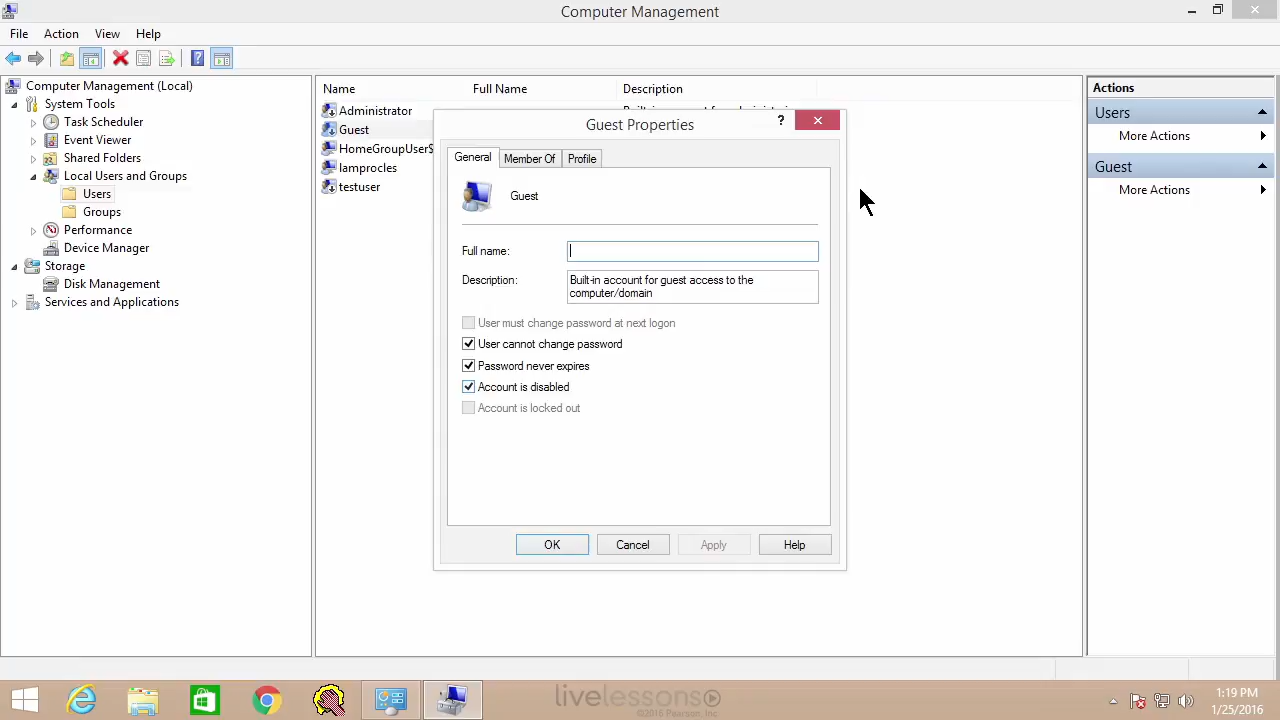 Computer Management
File Action View Help
Computer Management (Local)
System Tools
Task Scheduler
Event Viewer
Shared Folders
Local Users and Groups
Users
Groups
Performance
Device Manager
Storage
Disk Management
Services and Applications
Name Full Name Description
Administrator
Guest
HomeGroupUser$
lamprocles
testuser
Guest Properties
?
General Member Of Profile
Guest
Full name:
Description: Built-in account for guest access to the
computer/domain
User must change password at next logon
User cannot change password
Password never expires
Account is disabled
Account is locked out
OK Cancel Apply Help
Actions
Users
More Actions
Guest
More Actions
livelessons
©2016 Pearson, Inc.
1:19 PM
1/25/2016